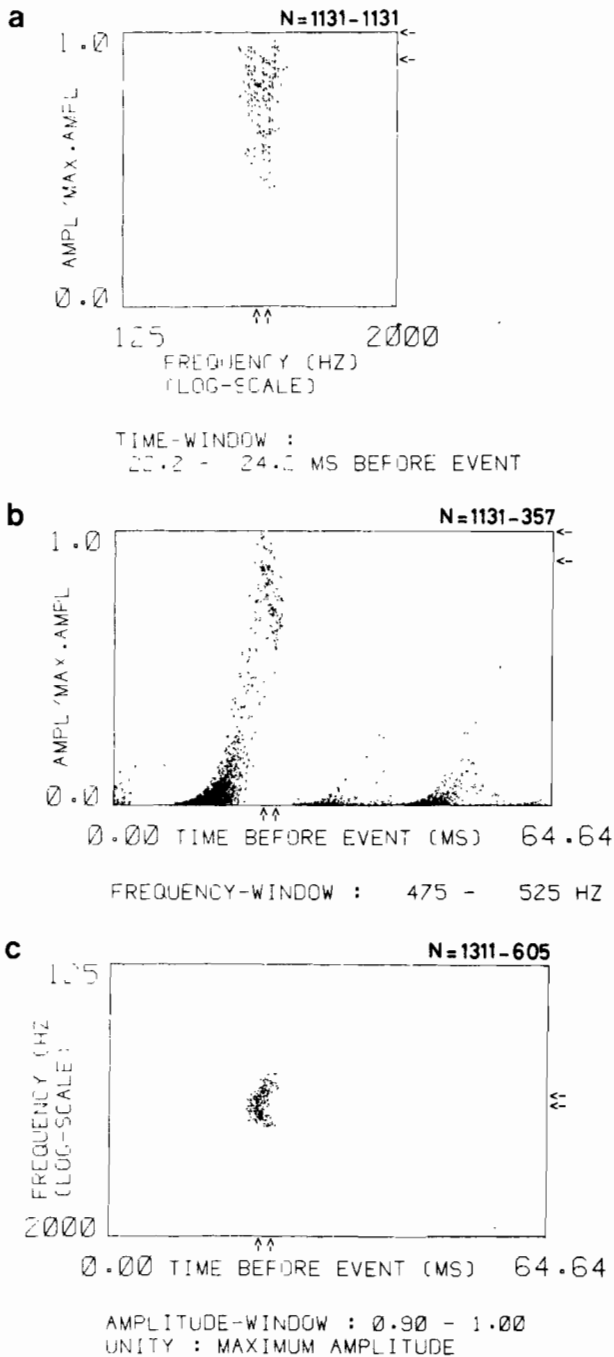 a
N=1131-1131
1.0
AMPL /MAX.AMPL
0.0
125 2000
FREQUENCY (HZ)
(LOG-SCALE)
TIME-WINDOW :
MS BEFORE EVENT
b
N=1131-357
1.0
AMPL /MAX.AMPL
0.0
0.00 TIME BEFORE EVENT (MS) 64.64
FREQUENCY-WINDOW : 475 - 525 HZ
c
N=1311-605
125
FREQUENCY (HZ
(LOG-SCALE)
2000
0.00 TIME BEFORE EVENT (MS) 64.64
AMPLITUDE-WINDOW : 0.90 - 1.00
UNITY : MAXIMUM AMPLITUDE